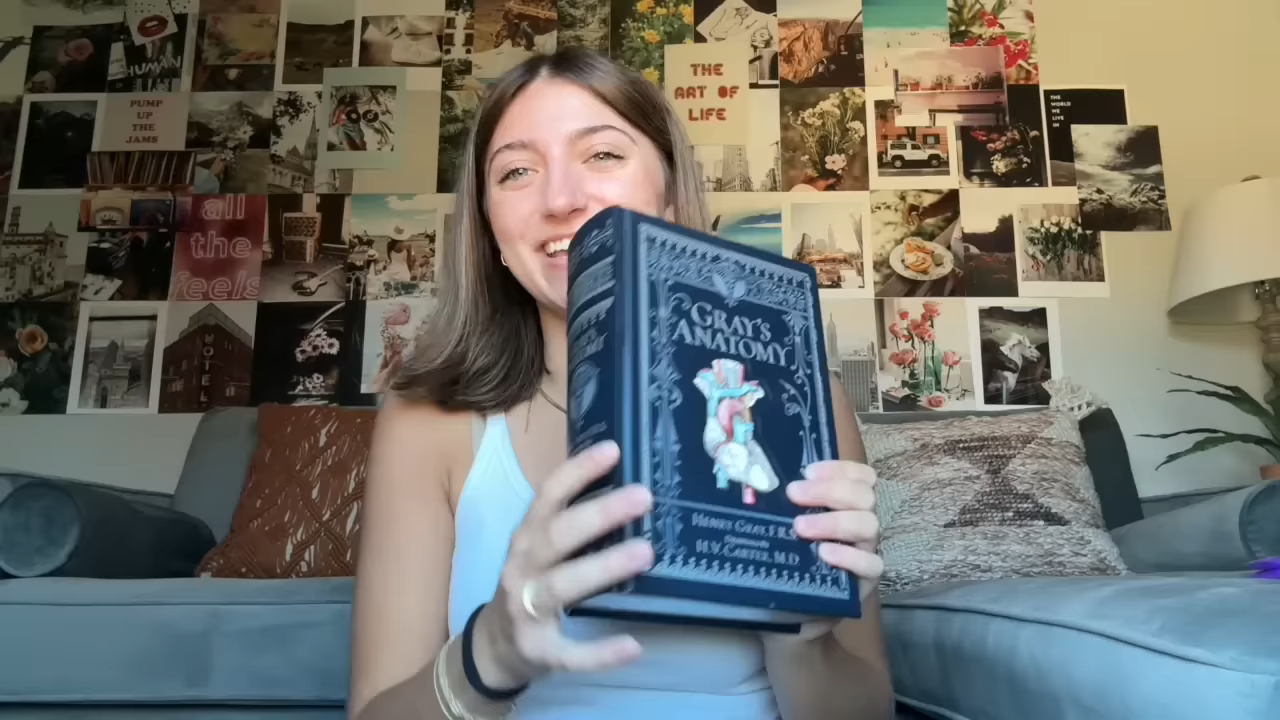 HUMAN
PUMP
UP
THE
JAMS
all
the
feels
HOTEL
THE
ART OF
LIFE
THE
WORLD
WE
LIVE
IN
GRAY'S
ANATOMY
HENRY GRAY, F.R.S.
H.V. CARTER, M.D